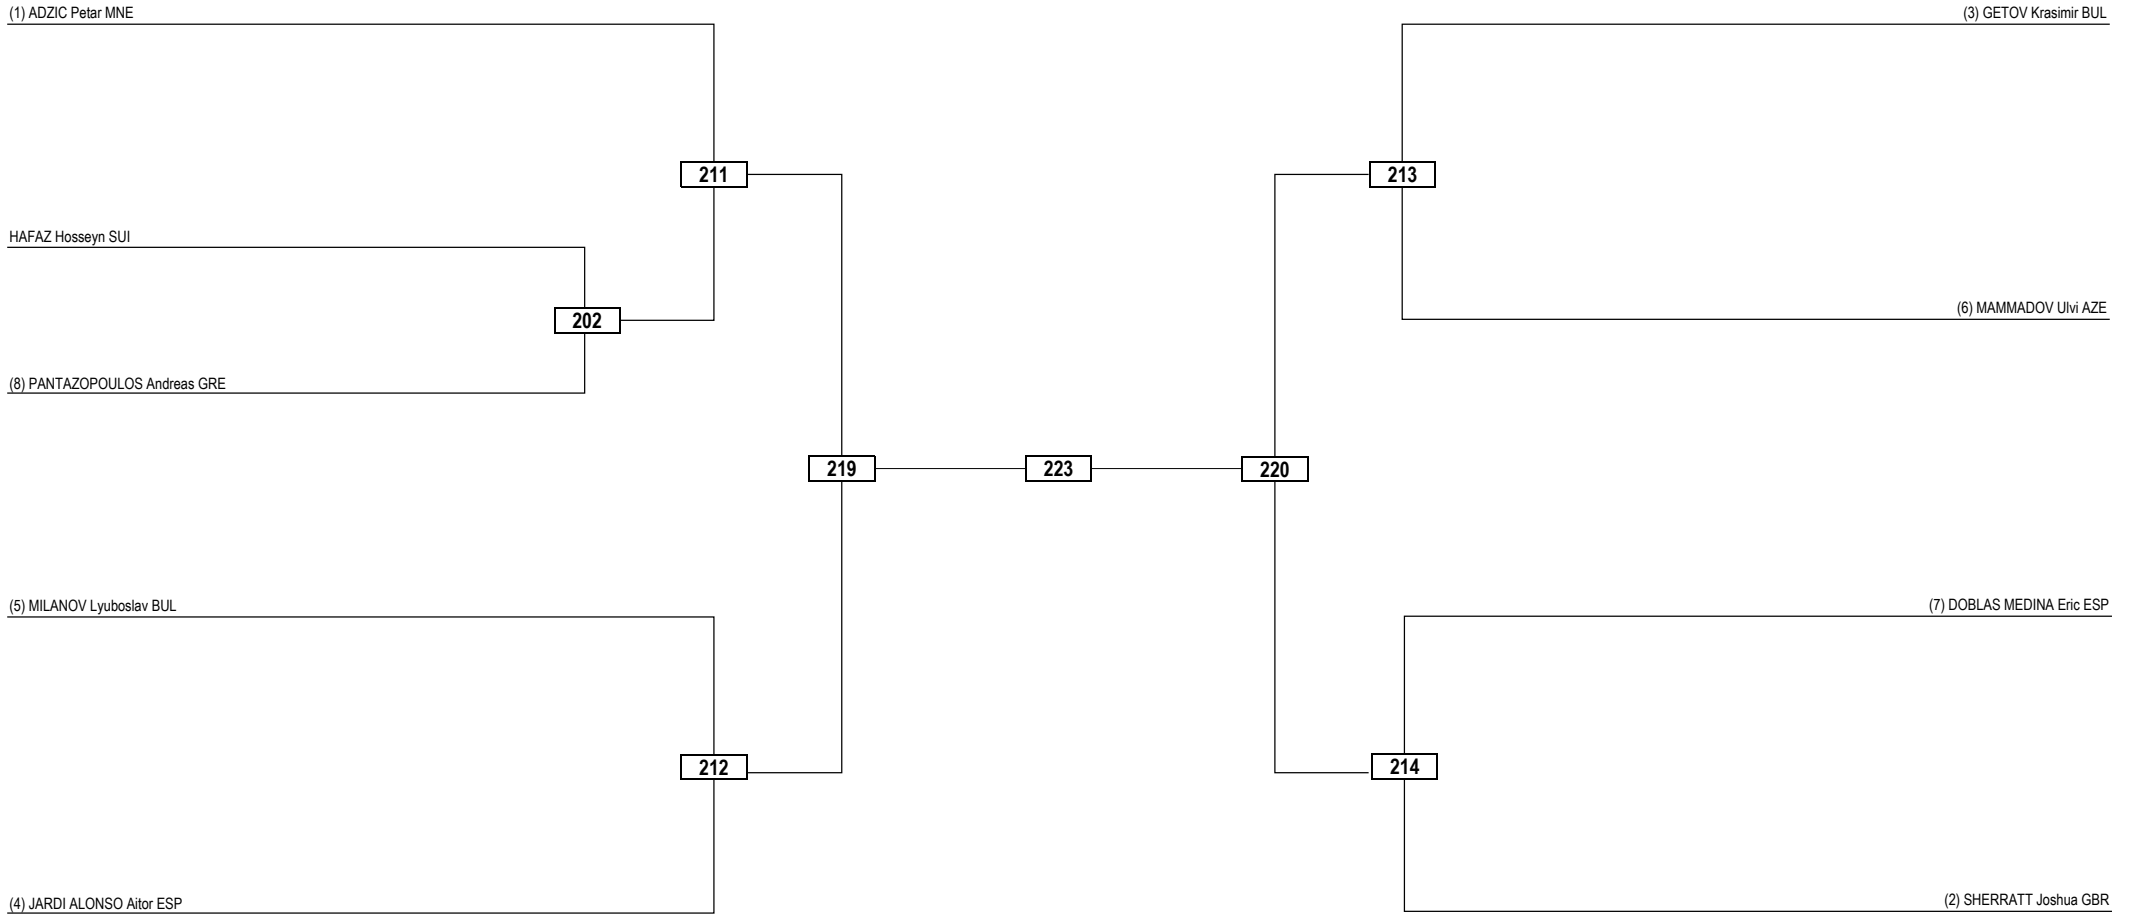 (1) ADZIC Petar MNE
(3) GETOV Krasimir BUL
211
213
HAFAZ Hosseyn SUI
202
(6) MAMMADOV Ulvi AZE
(8) PANTAZOPOULOS Andreas GRE
219
223
220
(5) MILANOV Lyuboslav BUL
(7) DOBLAS MEDINA Eric ESP
212
214
(4) JARDI ALONSO Aitor ESP
(2) SHERRATT Joshua GBR